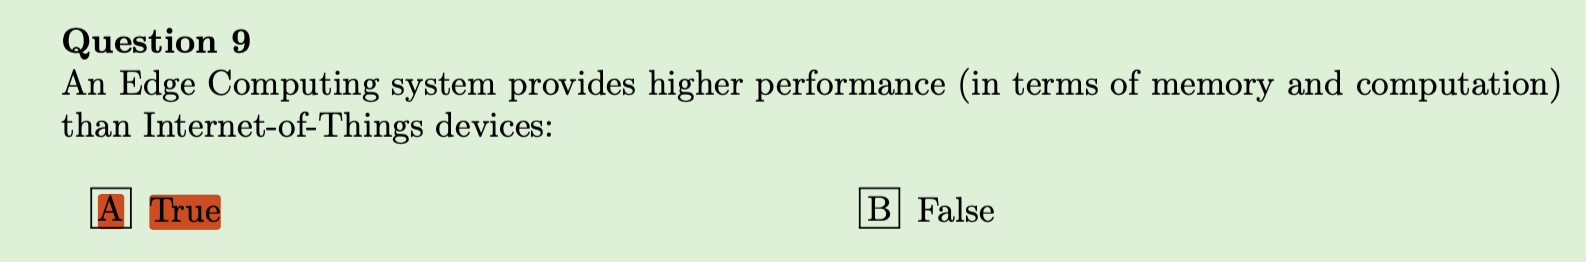 Question 9
An Edge Computing system provides higher performance (in terms of memory and computation)
than Internet-of-Things devices:
A True B False